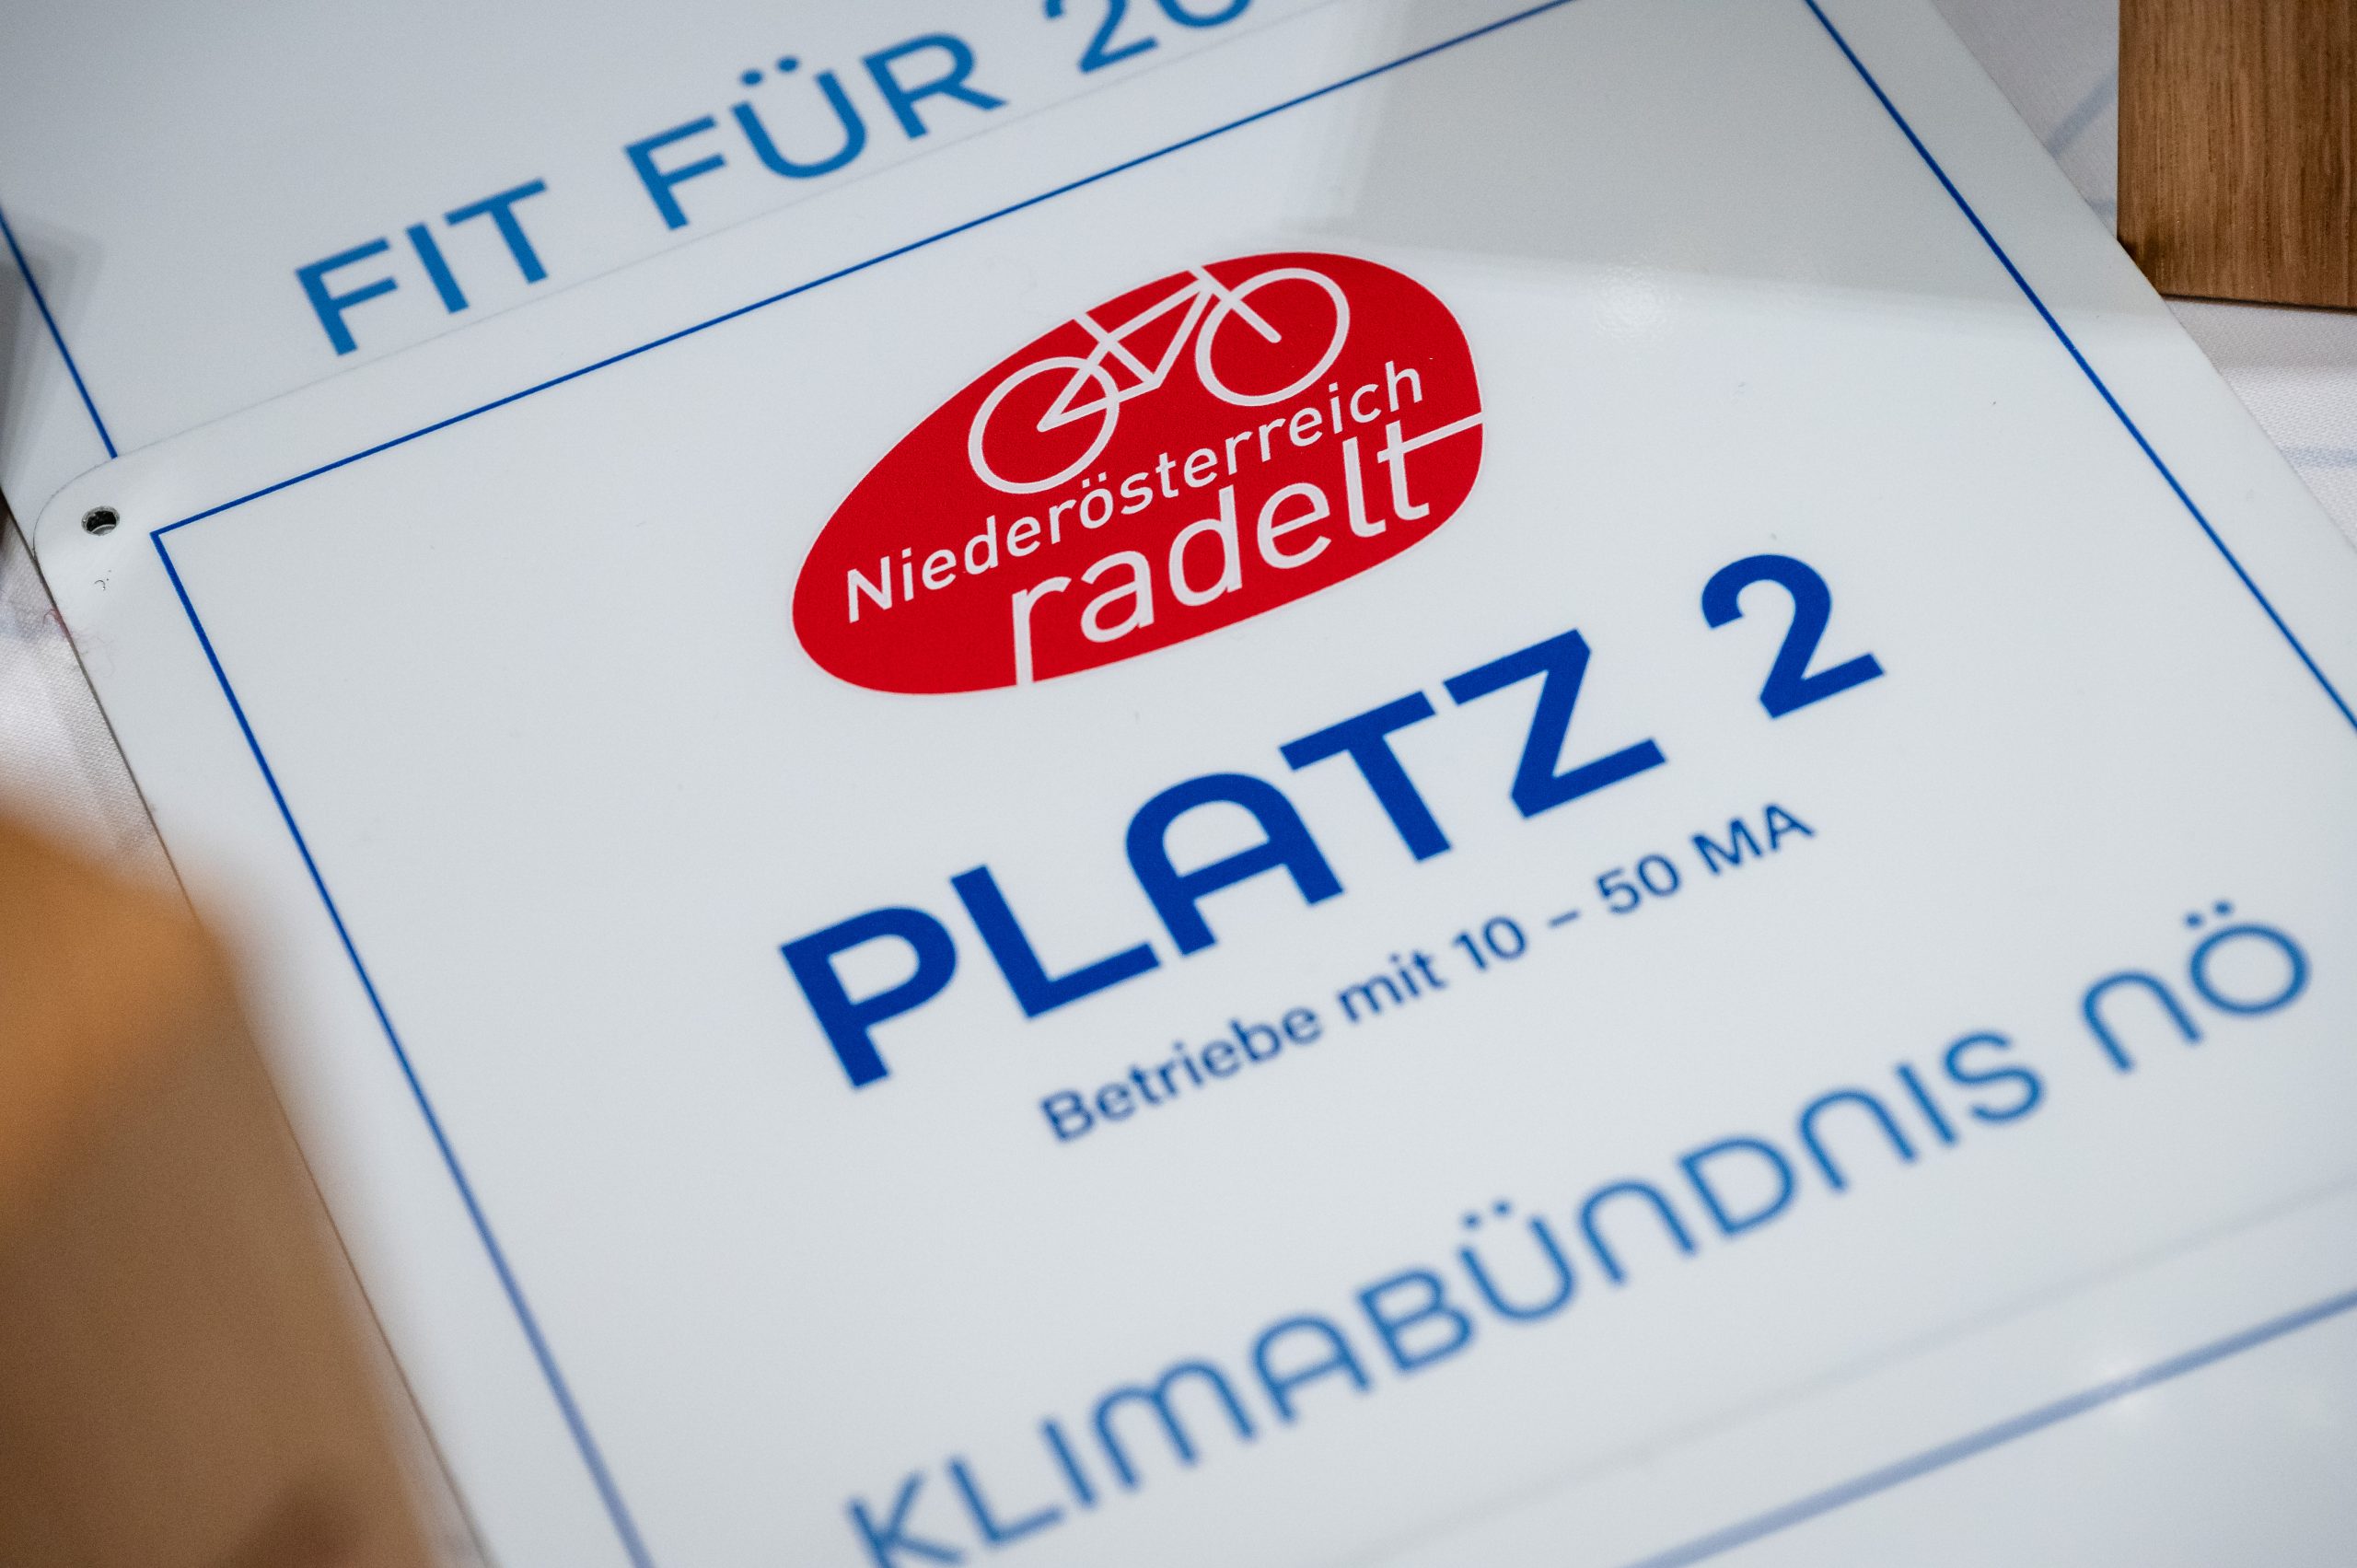 FIT FÜR
Niederösterreich
radelt
PLATZ 2
Betriebe mit 10 – 50 MA
KLIMABÜNDNIS NÖ